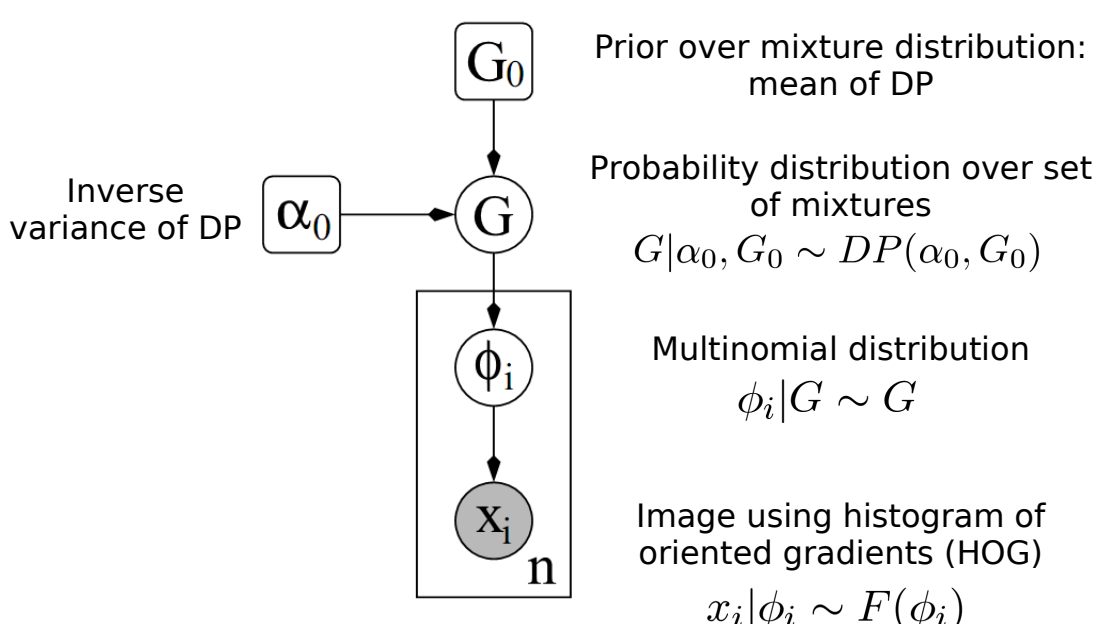 G₀
Prior over mixture distribution:
mean of DP
Inverse
variance of DP
α₀
G
Probability distribution over set
of mixtures
G|α₀, G₀ ∼ DP(α₀, G₀)
ϕᵢ
Multinomial distribution
ϕᵢ|G ∼ G
xᵢ
n
Image using histogram of
oriented gradients (HOG)
xᵢ|ϕᵢ ∼ F(ϕᵢ)